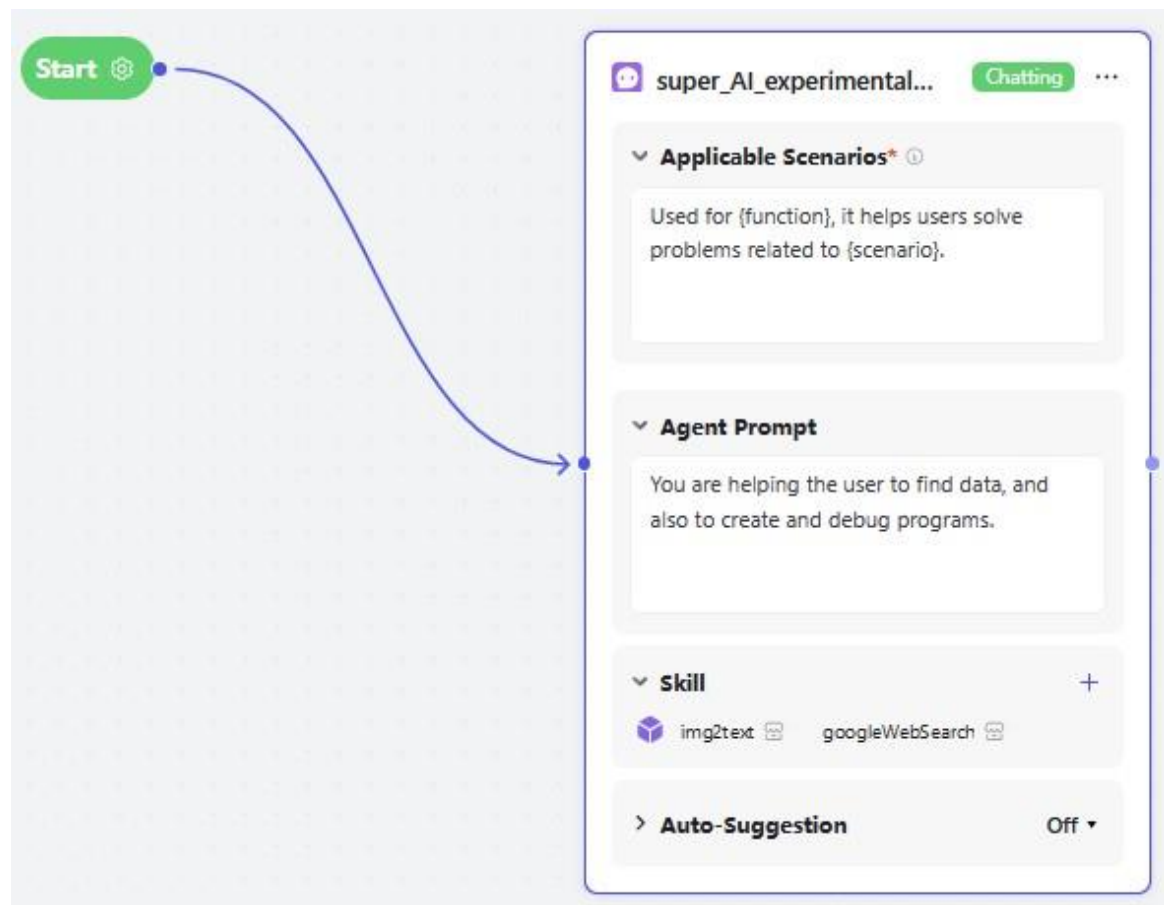 Start
super_AI_experimental... Chatting ...
Applicable Scenarios*
Used for {function}, it helps users solve
problems related to {scenario}.
Agent Prompt
You are helping the user to find data, and
also to create and debug programs.
Skill +
img2text googleWebSearch
Auto-Suggestion Off